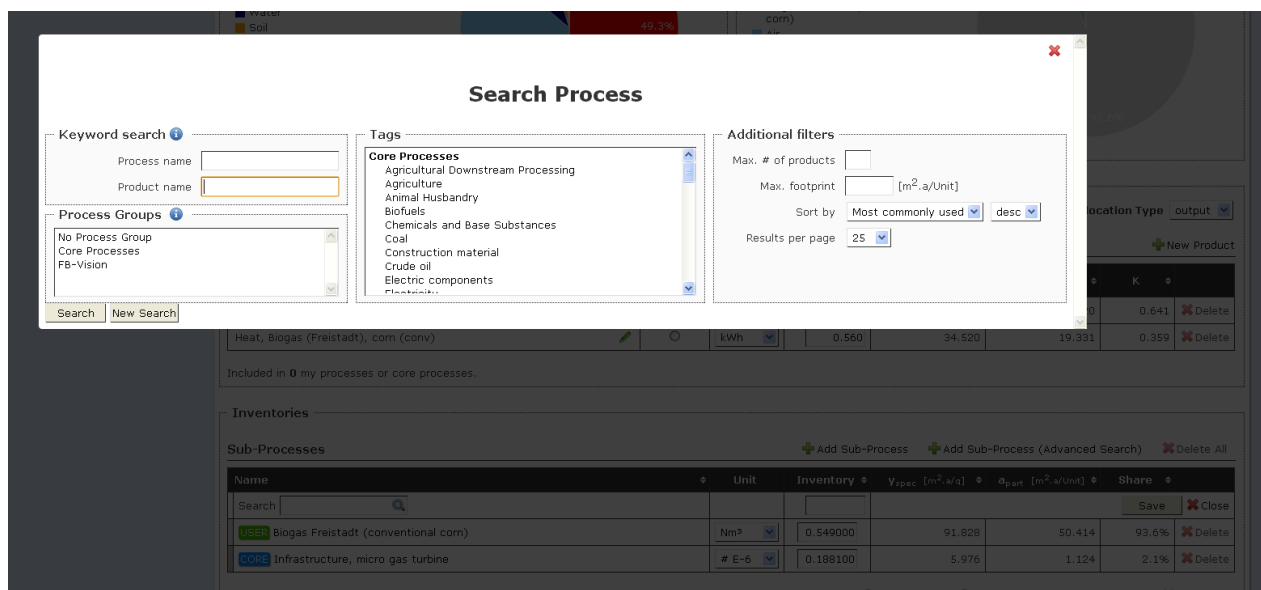 Water
Soil
49.3%
corn)
Air
Search Process
Keyword search
Process name
Product name
Process Groups
No Process Group
Core Processes
FB-Vision
Search New Search
Tags
Core Processes
Agricultural Downstream Processing
Agriculture
Animal Husbandry
Biofuels
Chemicals and Base Substances
Coal
Construction material
Crude oil
Electric components
Electricity
Additional filters
Max. # of products
Max. footprint [m².a/Unit]
Sort by Most commonly used desc
Results per page 25
ocation Type output
New Product
K
0.641 Delete
Heat, Biogas (Freistadt), corn (conv) kWh 0.560 34.520 19.331 0.359 Delete
Included in 0 my processes or core processes.
Inventories
Sub-Processes Add Sub-Process Add Sub-Process (Advanced Search) Delete All
Name Unit Inventory yspec [m².a/q] apart [m².a/Unit] Share
Search Save Close
USER Biogas Freistadt (conventional corn) Nm³ 0.549000 91.828 50.414 93.6% Delete
CORE Infrastructure, micro gas turbine # E-6 0.188100 5.976 1.124 2.1% Delete